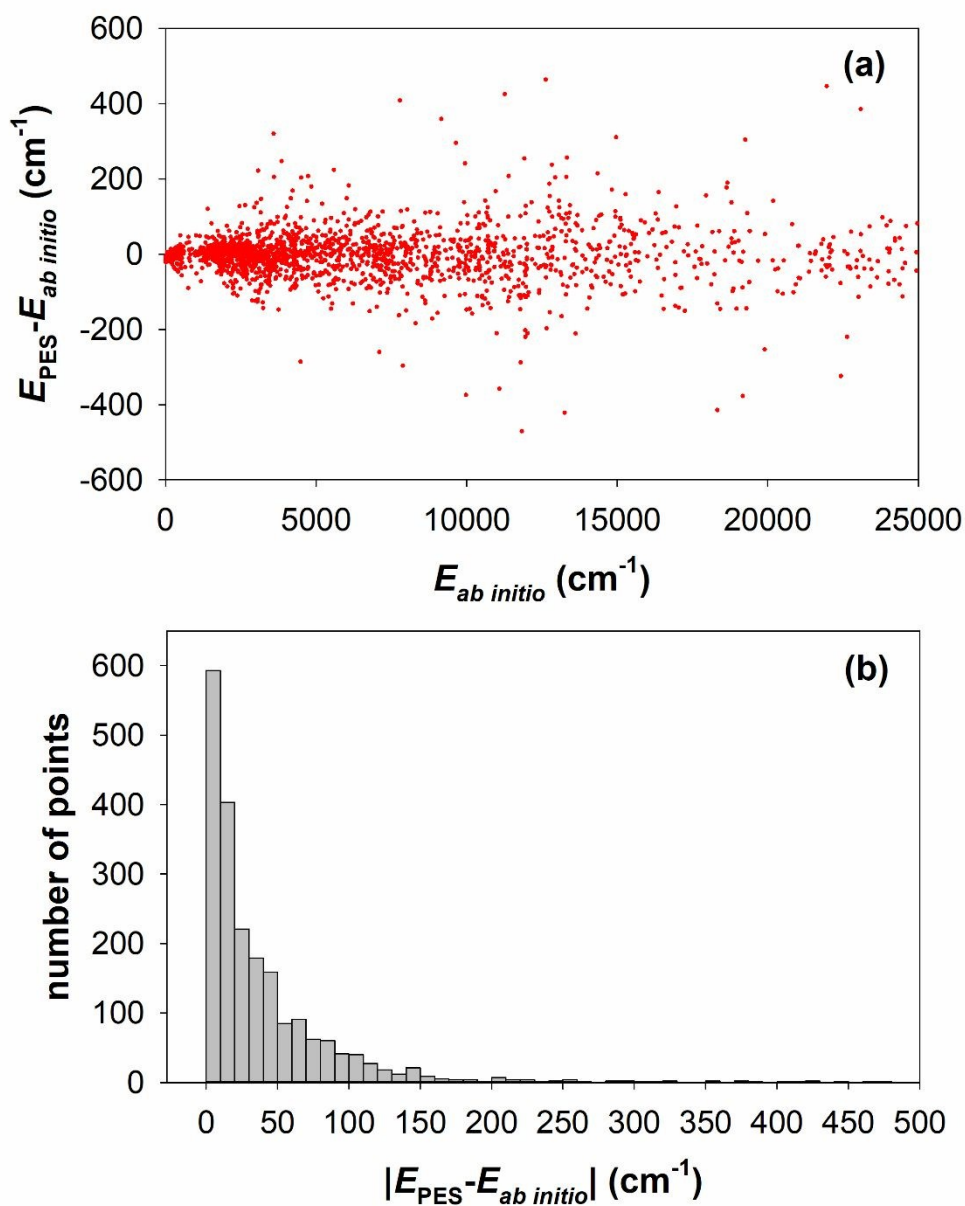 (a)
600
400
200
0
-200
-400
-600
E_PES-E_ab initio (cm^-1)
0 5000 10000 15000 20000 25000
E_ab initio (cm^-1)
(b)
600
500
400
300
200
100
0
number of points
0 50 100 150 200 250 300 350 400 450 500
|E_PES-E_ab initio| (cm^-1)